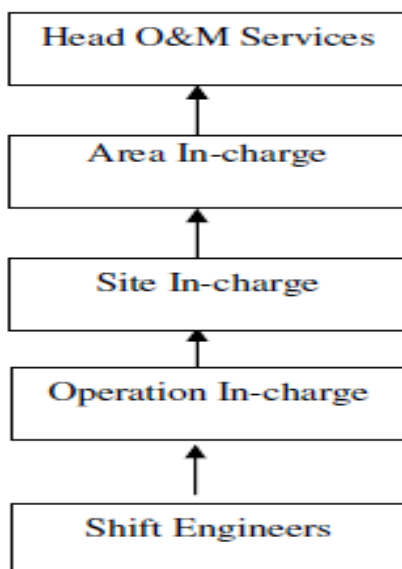 Head O&M Services
Area In-charge
Site In-charge
Operation In-charge
Shift Engineers